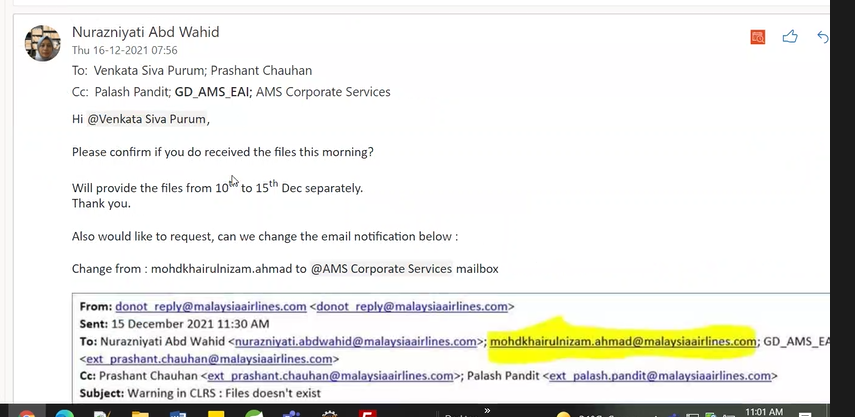 Nurazniyati Abd Wahid
Thu 16-12-2021 07:56
To: Venkata Siva Purum; Prashant Chauhan
Cc: Palash Pandit; GD_AMS_EAI; AMS Corporate Services
Hi @Venkata Siva Purum,
Please confirm if you do received the files this morning?
Will provide the files from 10th to 15th Dec separately.
Thank you.
Also would like to request, can we change the email notification below :
Change from : mohdkhairulnizam.ahmad to @AMS Corporate Services mailbox
From: donot_reply@malaysiaairlines.com <donot_reply@malaysiaairlines.com>
Sent: 15 December 2021 11:30 AM
To: Nurazniyati Abd Wahid <nurazniyati.abdwahid@malaysiaairlines.com>; mohdkhairulnizam.ahmad@malaysiaairlines.com; GD_AMS_EA
<ext_prashant.chauhan@malaysiaairlines.com>
Cc: Prashant Chauhan <ext_prashant.chauhan@malaysiaairlines.com>; Palash Pandit <ext_palash.pandit@malaysiaairlines.com>
Subject: Warning in CLRS : Files doesn't exist
11:01 AM